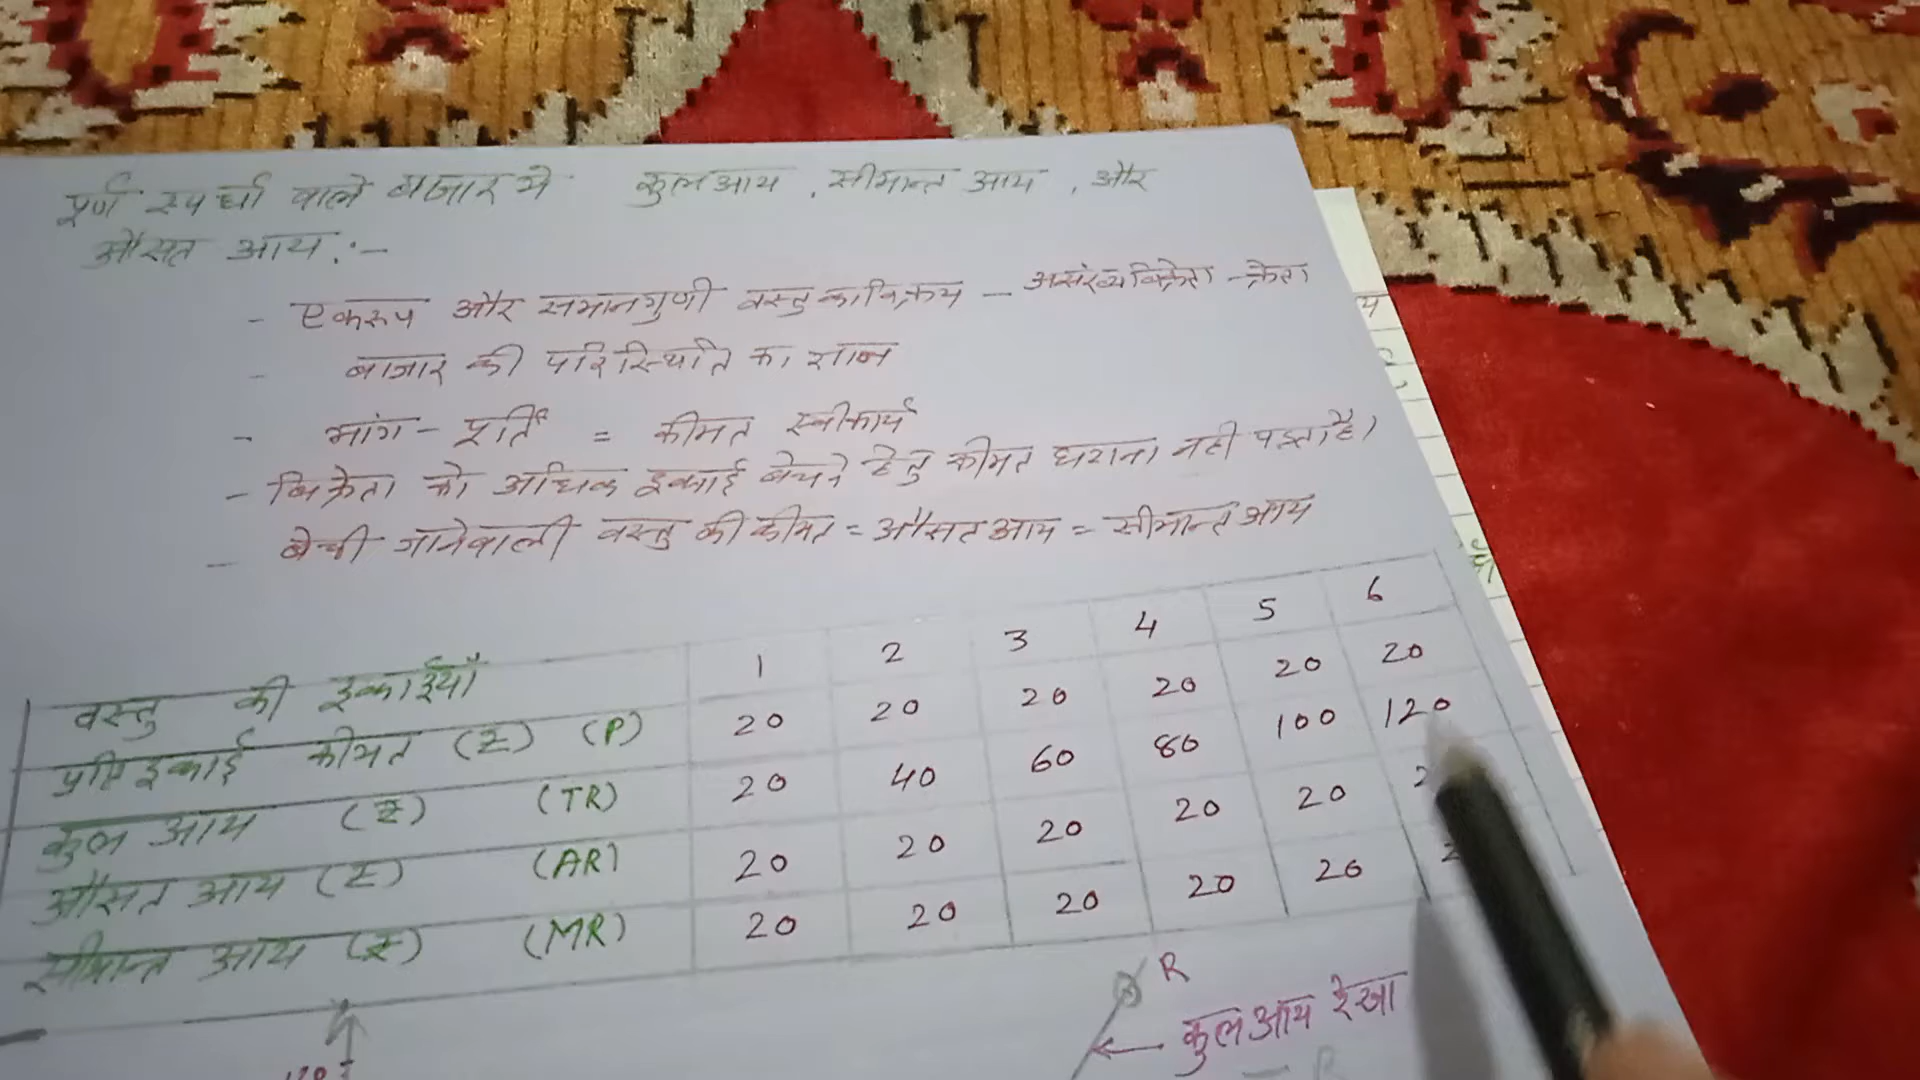 पूर्ण स्पर्धा वाले बाजार मे कुल आय , सीमान्त आय , और
औसत आय :-
- एकरूप और समानगुणी वस्तु का विक्रय - असंख्य विक्रेता - क्रेता
- बाजार की परिस्थिति का ज्ञान
- मांग - पूर्ति = कीमत स्वीकार्य
- विक्रेता को अधिक इकाई बेचने हेतु कीमत घटाना नही पड़ता है।
- बेची जानेवाली वस्तु की कीमत = औसत आय = सीमान्त आय
वस्तु की इकाईयाँ 1 2 3 4 5 6
प्रति इकाई कीमत (₹) (P) 20 20 20 20 20 20
कुल आय (₹) (TR) 20 40 60 80 100 120
औसत आय (₹) (AR) 20 20 20 20 20
सीमान्त आय (₹) (MR) 20 20 20 20 20
R
कुल आय रेखा
120